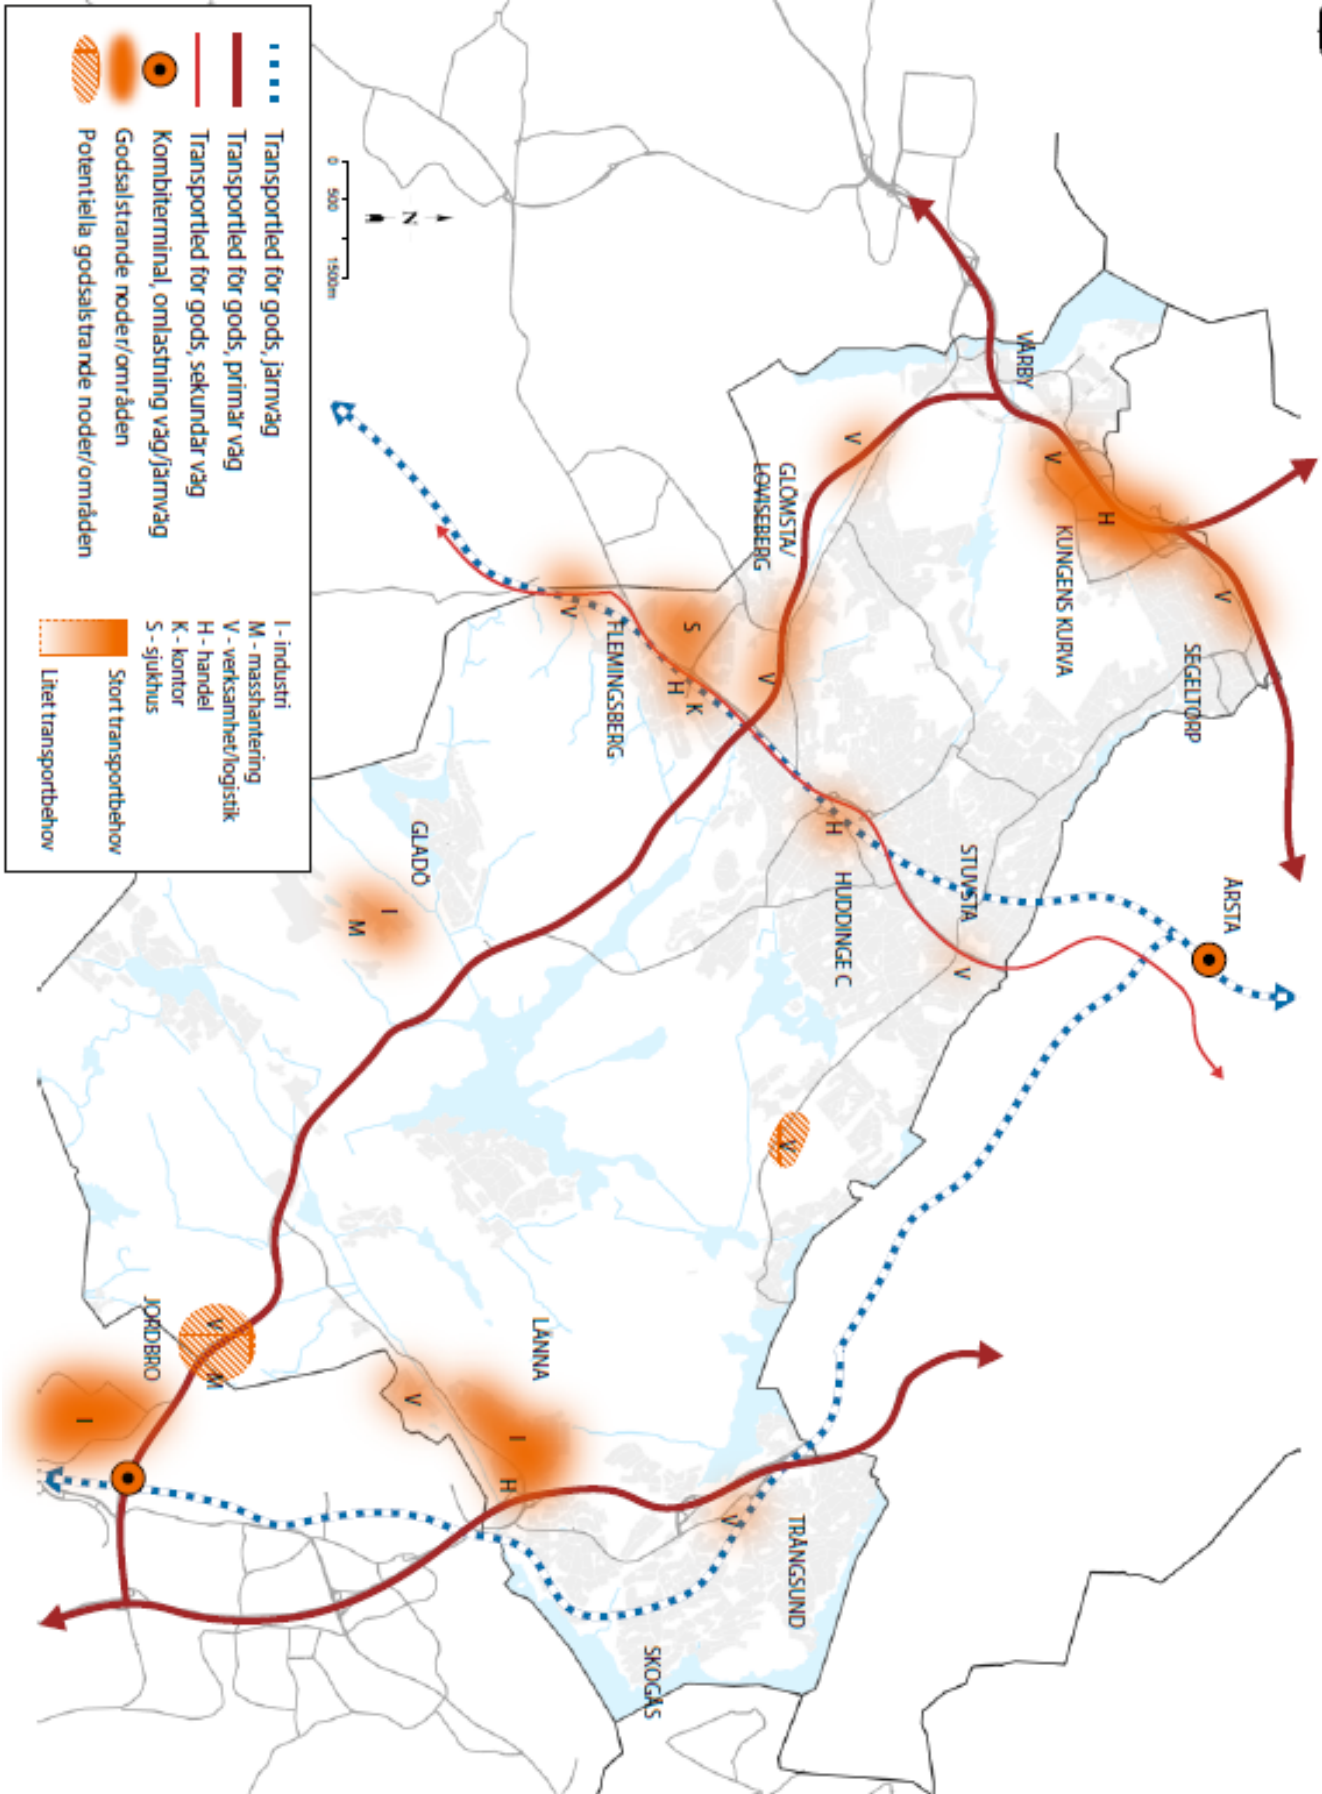 Transportled för gods, järnväg
Transportled för gods, primär väg
Transportled för gods, sekundär väg
Kombiterminal, omlastning väg/järnväg
Godsalstrande noder/områden
Potentiella godsalstrande noder/områden
I - industri
M - masshantering
V - verksamhet/logistik
H - handel
K - kontor
S - sjukhus
Stort transportbehov
Litet transportbehov
N
0 500 1500m
VÅRBY
V
H
KUNGENS KURVA
V
SEGELTORP
V
GLÖMSTA/
LOVISEBERG
V
S
H
K
V
FLEMINGSBERG
H
HUDDINGE C
STUVSTA
V
ÅRSTA
GLADÖ
I
M
V
V
M
JORDBRO
I
LÄNNA
V
I
H
V
TRÅNGSUND
SKOGÅS